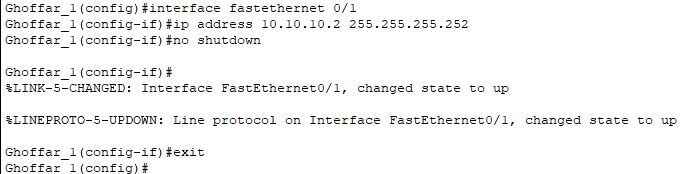 Ghoffar_1(config)#interface fastethernet 0/1
Ghoffar_1(config-if)#ip address 10.10.10.2 255.255.255.252
Ghoffar_1(config-if)#no shutdown
Ghoffar_1(config-if)#
%LINK-5-CHANGED: Interface FastEthernet0/1, changed state to up
%LINEPROTO-5-UPDOWN: Line protocol on Interface FastEthernet0/1, changed state to up
Ghoffar_1(config-if)#exit
Ghoffar_1(config)#